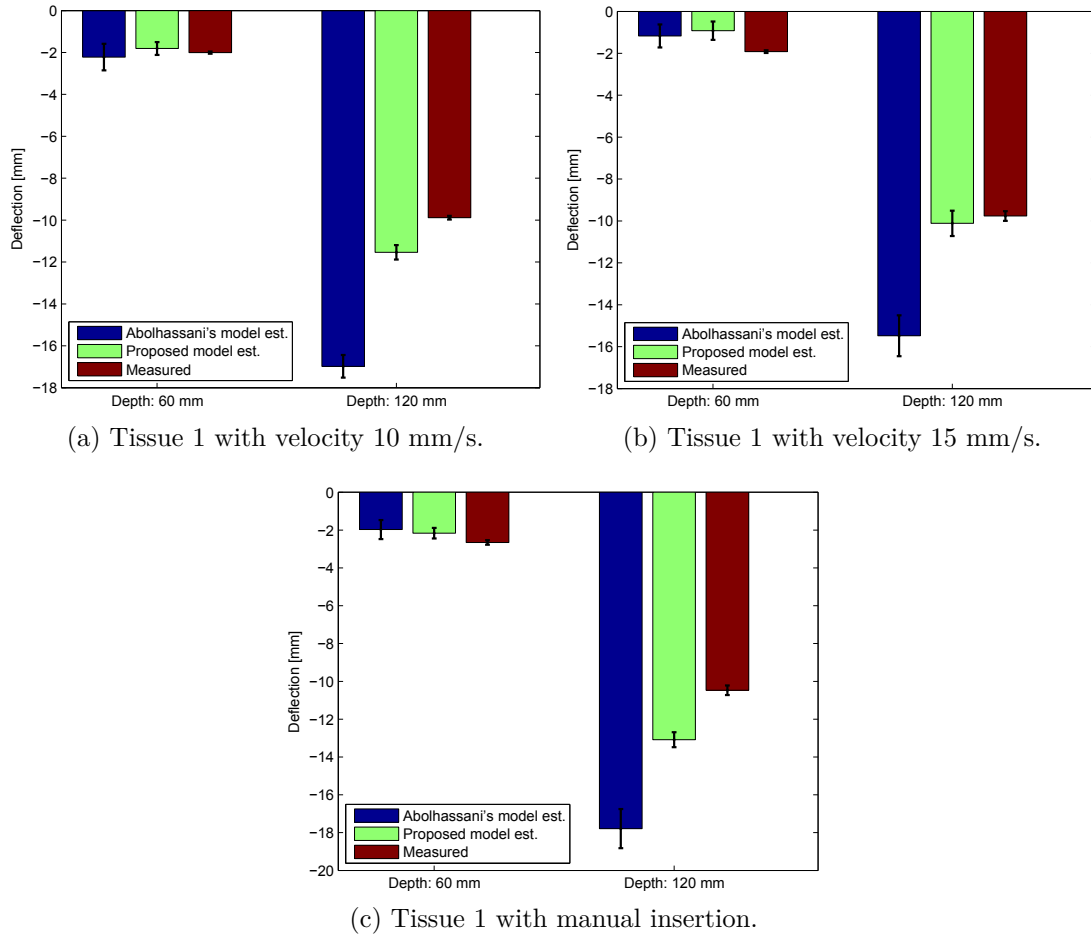 0
−2
−4
−6
−8
−10
−12
−14
−16
−18
Deflection [mm]
Abolhassani's model est.
Proposed model est.
Measured
Depth: 60 mm
Depth: 120 mm
(a) Tissue 1 with velocity 10 mm/s.
0
−2
−4
−6
−8
−10
−12
−14
−16
−18
Deflection [mm]
Abolhassani's model est.
Proposed model est.
Measured
Depth: 60 mm
Depth: 120 mm
(b) Tissue 1 with velocity 15 mm/s.
0
−2
−4
−6
−8
−10
−12
−14
−16
−18
−20
Deflection [mm]
Abolhassani's model est.
Proposed model est.
Measured
Depth: 60 mm
Depth: 120 mm
(c) Tissue 1 with manual insertion.